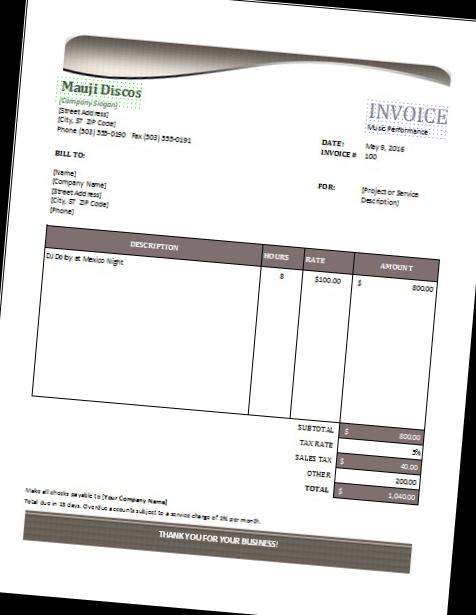 Mauji Discos
[Company Slogan]
[Street Address]
[City, ST ZIP Code]
Phone (503) 555-0190 Fax (503) 555-0191
INVOICE
Music Performance
DATE: May 9, 2016
INVOICE # 100
BILL TO:
[Name]
[Company Name]
[Street Address]
[City, ST ZIP Code]
[Phone]
FOR: [Project or Service
Description]
DESCRIPTION HOURS RATE AMOUNT
DJ Dolby at Mexico Night 8 $100.00 $ 800.00
SUBTOTAL $ 800.00
TAX RATE 5%
SALES TAX $ 40.00
OTHER 200.00
TOTAL $ 1,040.00
Make all checks payable to [Your Company Name]
Total due in 15 days. Overdue accounts subject to a service charge of 1% per month.
THANK YOU FOR YOUR BUSINESS!